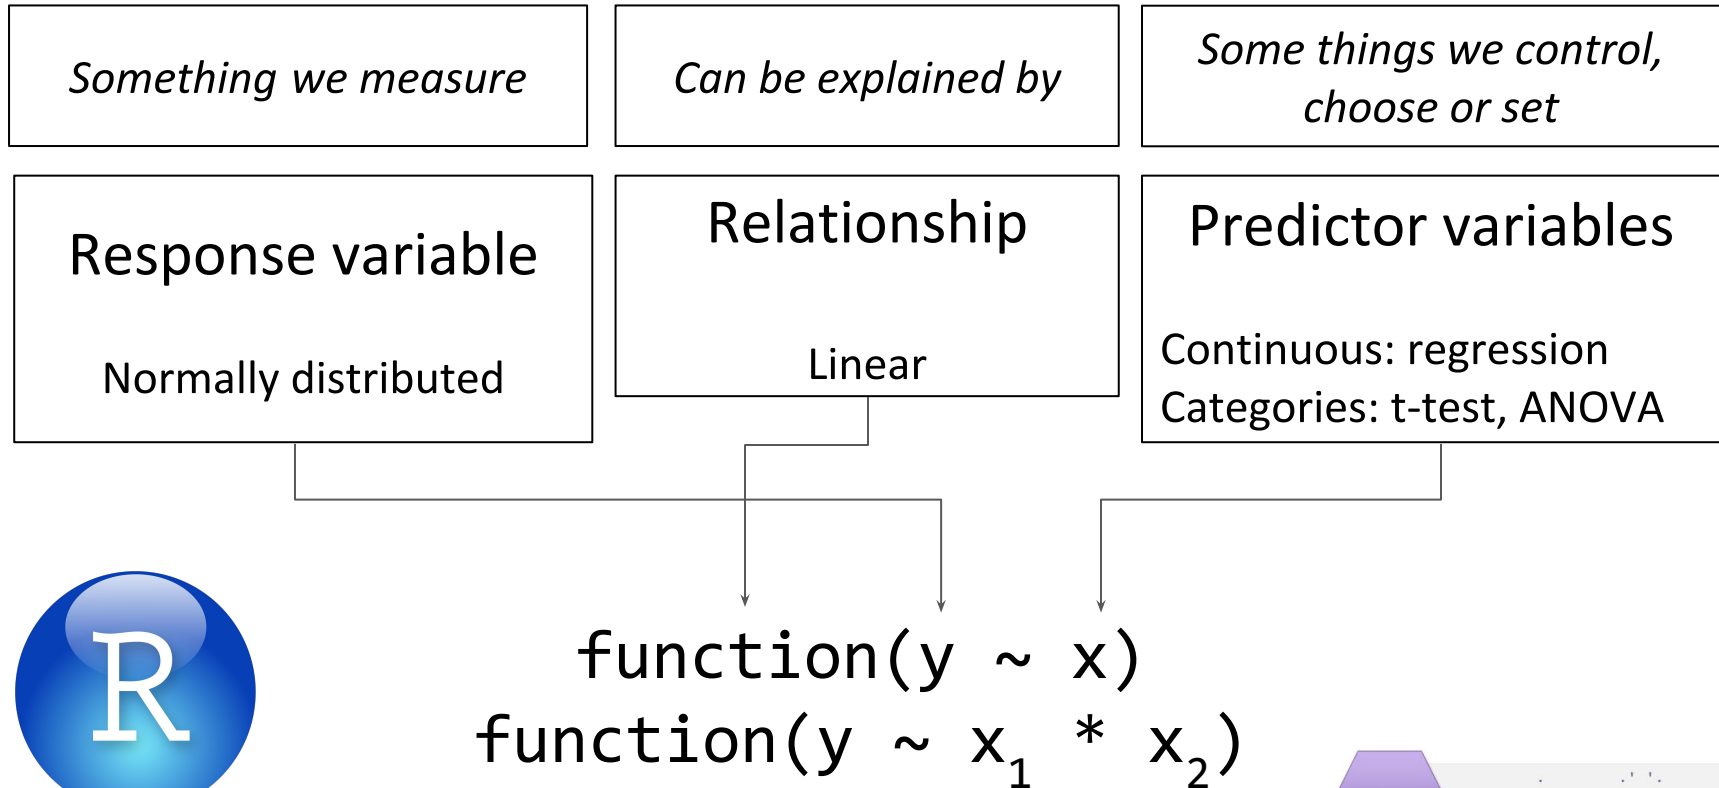 Something we measure
Can be explained by
Some things we control,
choose or set
Response variable
Normally distributed
Relationship
Linear
Predictor variables
Continuous: regression
Categories: t-test, ANOVA
R
function(y ~ x)
function(y ~ x₁ * x₂)